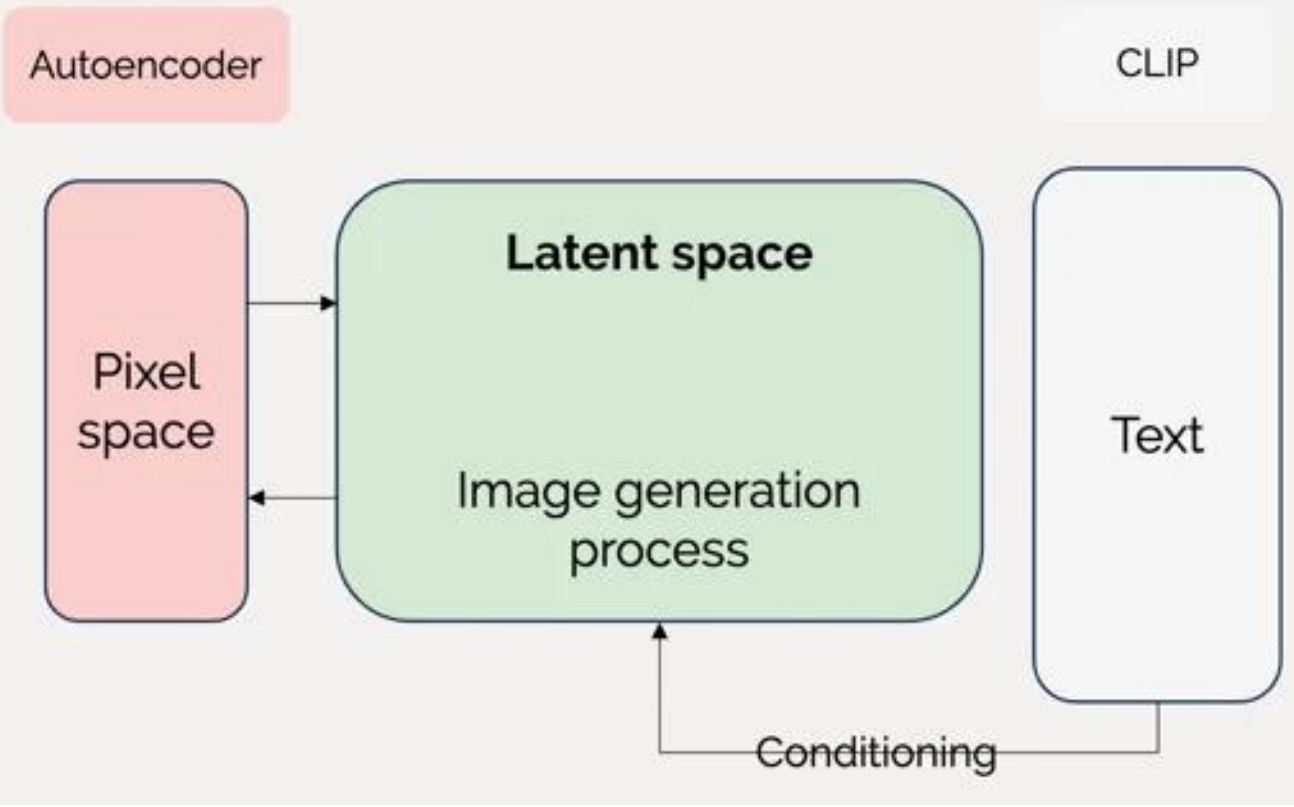 Autoencoder
CLIP
Latent space
Pixel
space
Text
Image generation
process
Conditioning